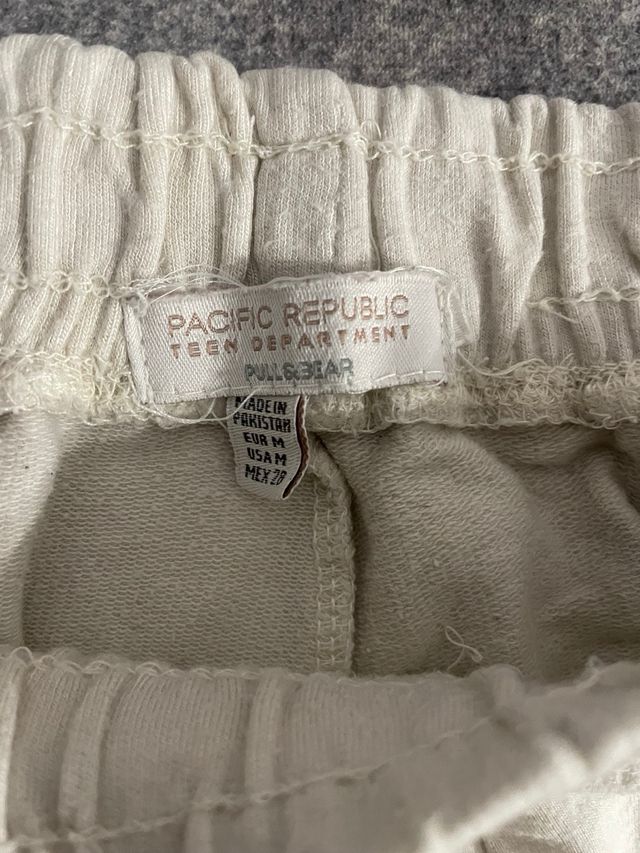 PACIFIC REPUBLIC
TEEN DEPARTMENT
PULL&BEAR
MADE IN
PAKISTAN
EUR M
USA M
MEX 28